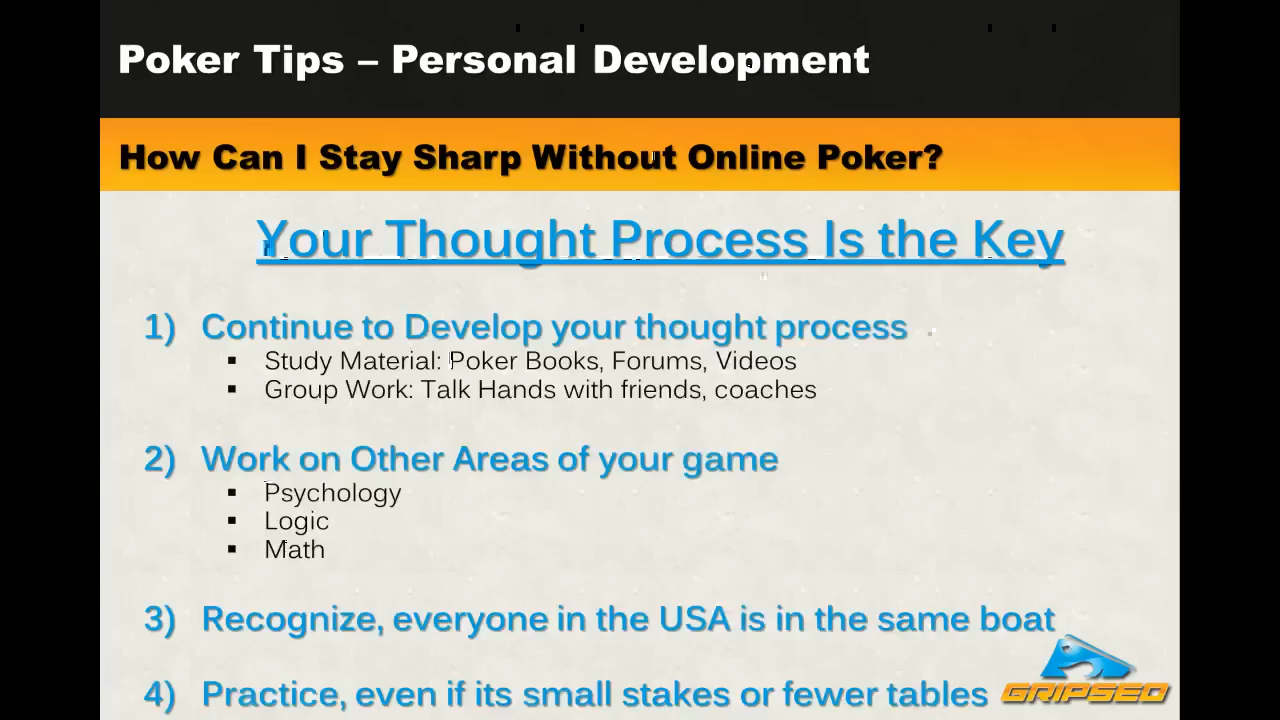 Poker Tips – Personal Development
How Can I Stay Sharp Without Online Poker?
Your Thought Process Is the Key
1) Continue to Develop your thought process
▪ Study Material: Poker Books, Forums, Videos
▪ Group Work: Talk Hands with friends, coaches
2) Work on Other Areas of your game
▪ Psychology
▪ Logic
▪ Math
3) Recognize, everyone in the USA is in the same boat
4) Practice, even if its small stakes or fewer tables
GRIPSED